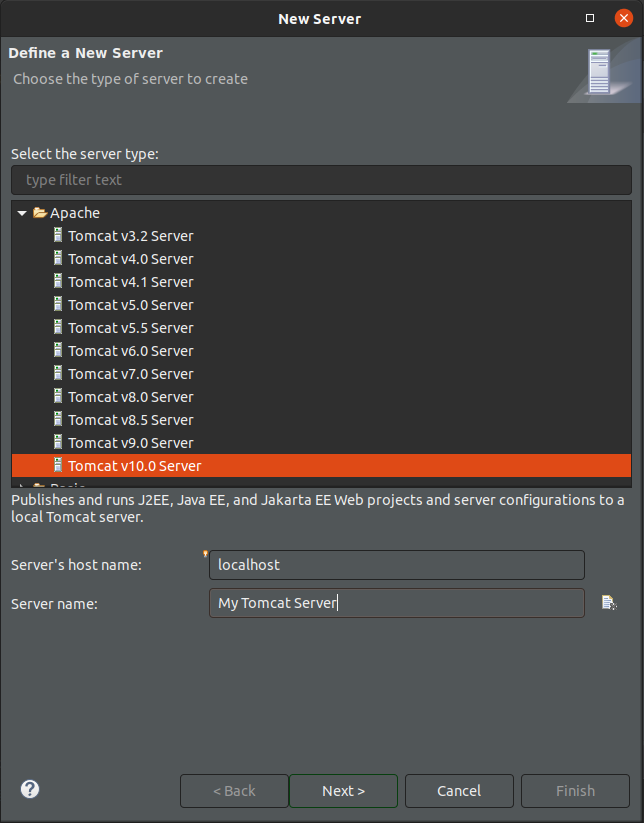 New Server
Define a New Server
Choose the type of server to create
Select the server type:
type filter text
Apache
Tomcat v3.2 Server
Tomcat v4.0 Server
Tomcat v4.1 Server
Tomcat v5.0 Server
Tomcat v5.5 Server
Tomcat v6.0 Server
Tomcat v7.0 Server
Tomcat v8.0 Server
Tomcat v8.5 Server
Tomcat v9.0 Server
Tomcat v10.0 Server
Publishes and runs J2EE, Java EE, and Jakarta EE Web projects and server configurations to a
local Tomcat server.
Server's host name: localhost
Server name: My Tomcat Server
? < Back Next > Cancel Finish